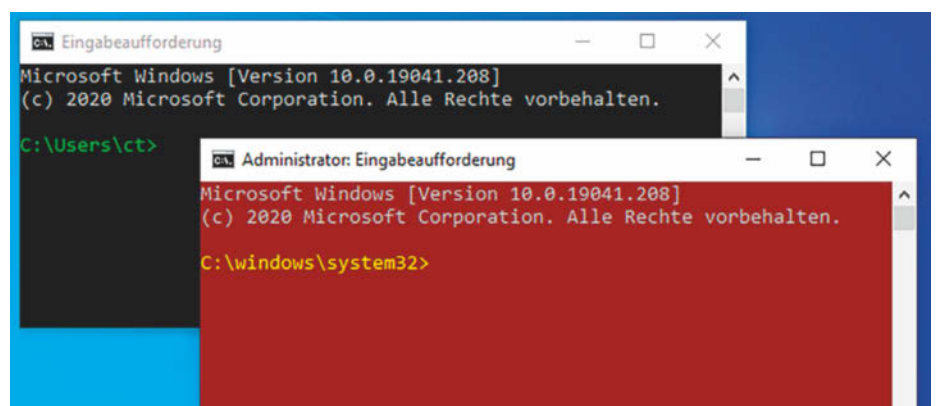 Eingabeaufforderung
Microsoft Windows [Version 10.0.19041.208]
(c) 2020 Microsoft Corporation. Alle Rechte vorbehalten.
C:\Users\ct>
Administrator: Eingabeaufforderung
Microsoft Windows [Version 10.0.19041.208]
(c) 2020 Microsoft Corporation. Alle Rechte vorbehalten.
C:\windows\system32>